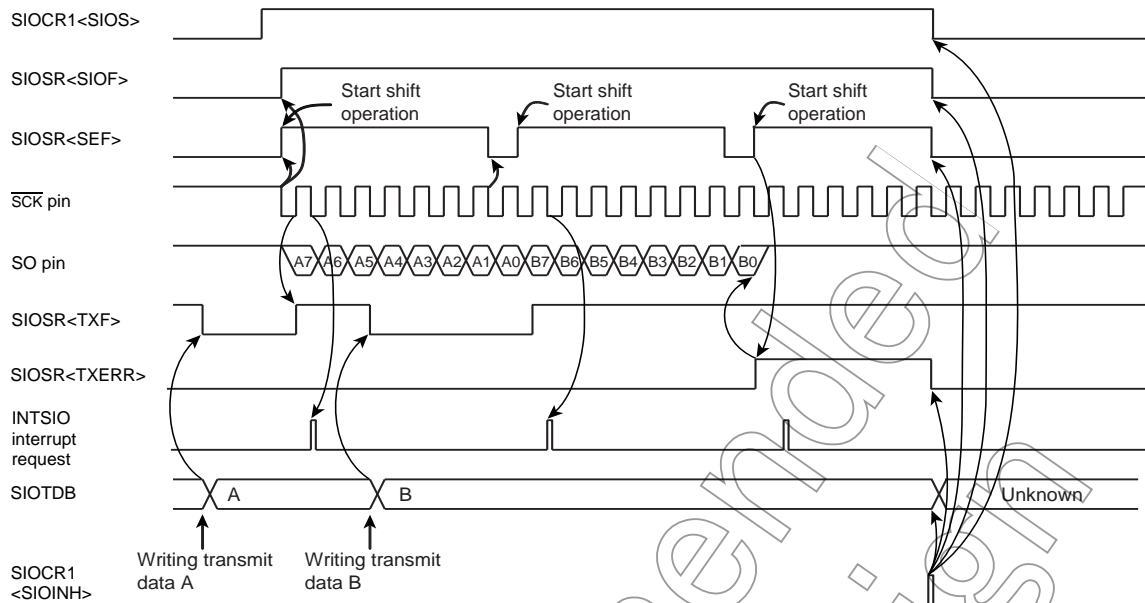 SIOCR1<SIOS>
SIOSR<SIOF>
Start shift
operation
Start shift
operation
Start shift
operation
SIOSR<SEF>
SCK pin
SO pin
A7 A6 A5 A4 A3 A2 A1 A0 B7 B6 B5 B4 B3 B2 B1 B0
SIOSR<TXF>
SIOSR<TXERR>
INTSIO
interrupt
request
SIOTDB
A
B
Unknown
Writing transmit
data A
Writing transmit
data B
SIOCR1
<SIOINH>